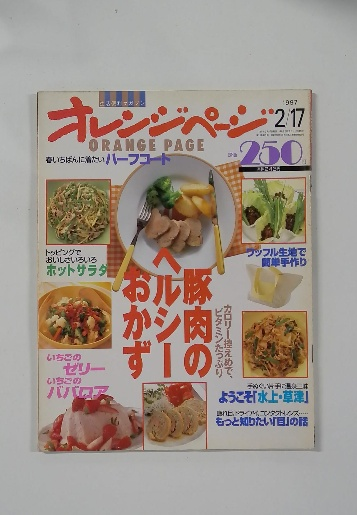 オレンジページ
ORANGE PAGE
1997
2/17
250
春いちばんに着たいハーフコート
トッピングで
おいしさいろいろ
ホットサラダ
ワッフル生地で
簡単手作り
豚肉の
ヘルシー
おかず
カロリー控えめで、
ビタミンたっぷり
いちごの
ゼリー
いちごの
ババロア
ようこそ「水上・草津」
もっと知りたい「目」の話